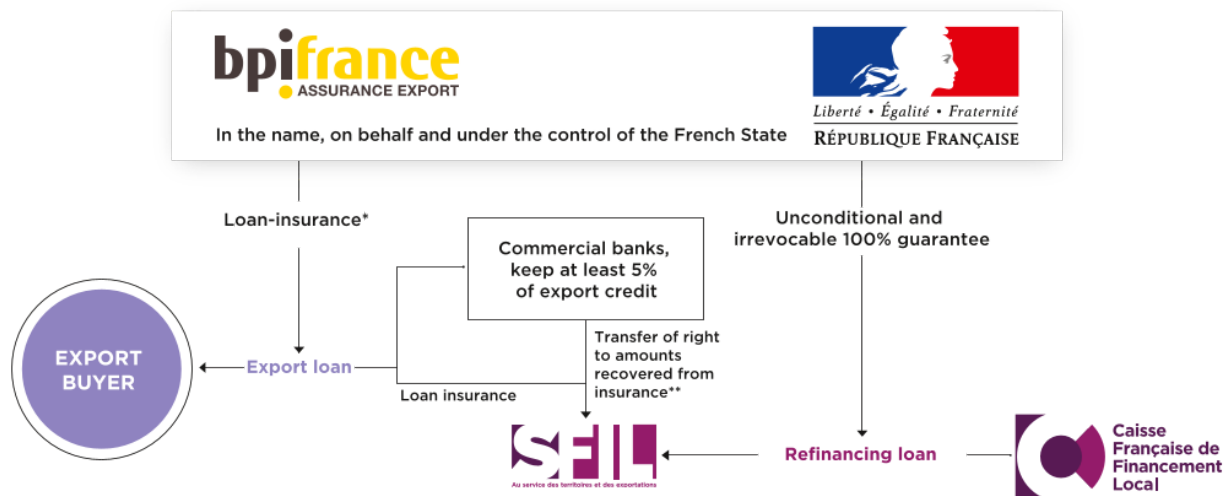 bpifrance
ASSURANCE EXPORT
In the name, on behalf and under the control of the French State
Liberté • Égalité • Fraternité
RÉPUBLIQUE FRANÇAISE
Loan-insurance*
Unconditional and
irrevocable 100% guarantee
Commercial banks,
keep at least 5%
of export credit
EXPORT
BUYER
Export loan
Transfer of right
to amounts
recovered from
insurance**
Loan insurance
SFIL
Au service des territoires et des exportations
Refinancing loan
Caisse
Française de
Financement
Local